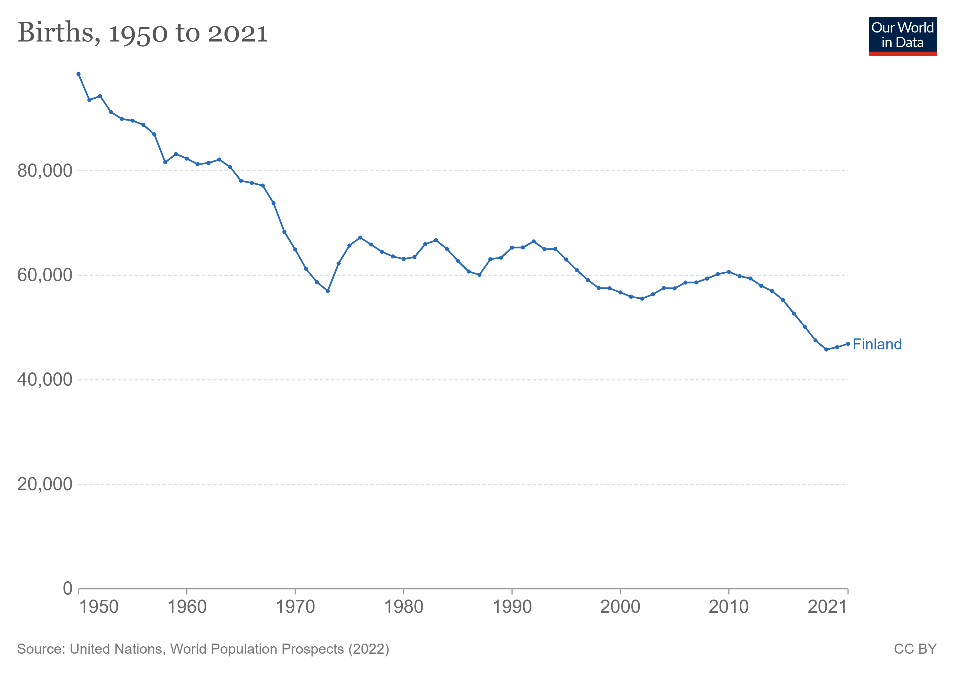 Births, 1950 to 2021
Our World
in Data
80,000
60,000
40,000
20,000
0
Finland
1950 1960 1970 1980 1990 2000 2010 2021
Source: United Nations, World Population Prospects (2022)
CC BY